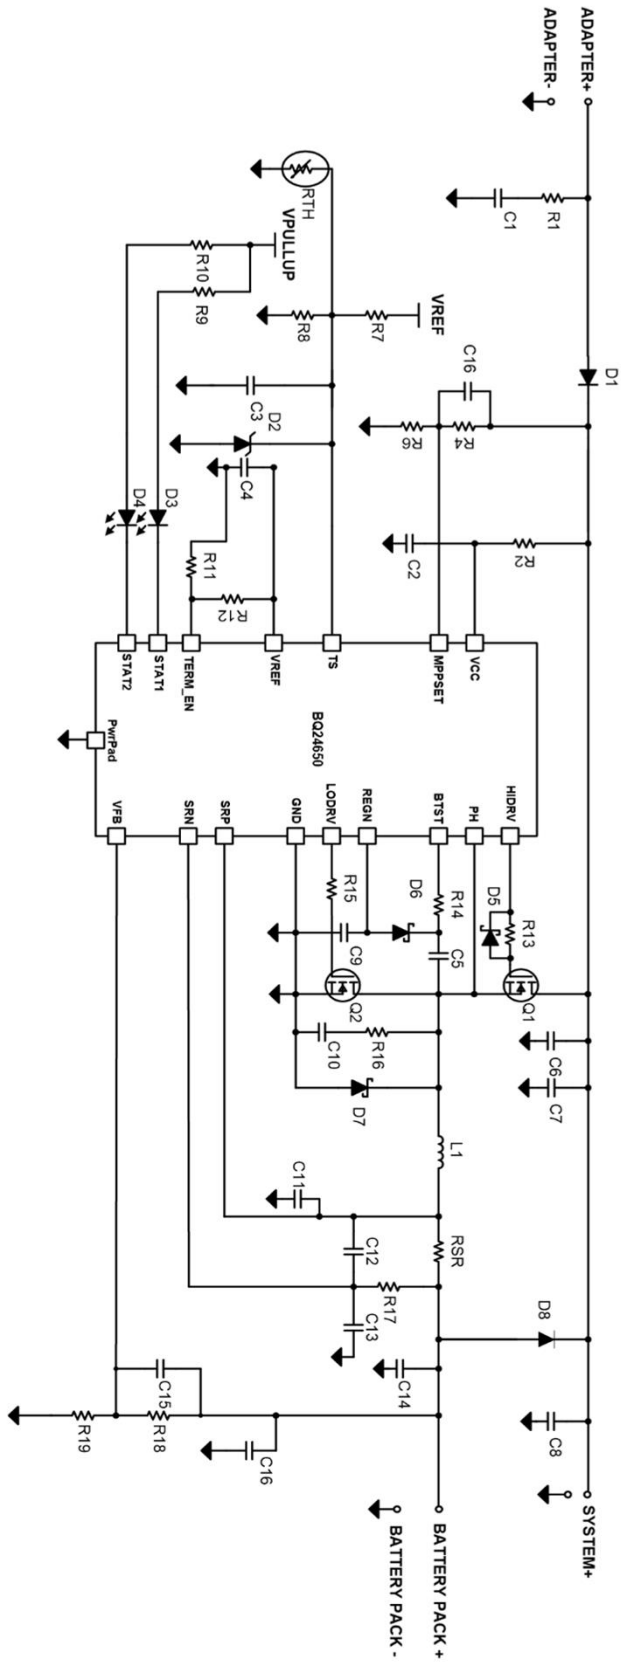 ADAPTER+
ADAPTER-
R1
C1
D1
SYSTEM+
RTH
VPULLUP
R10
R9
VREF
R8
R7
C16
R6
R4
C3
D2
C2
R2
C4
R11
R12
D4
D3
STAT2
STAT1
TERM_EN
VREF
TS
MPPSET
VCC
PwrPad
BQ24650
VFB
SRN
SRP
GND
LODRV
REGN
BTST
PH
HIDRV
R15
D6
R14
D5
R13
C9
C5
Q2
Q1
C10
R16
C6
C7
D7
L1
C11
C12
RSR
R17
C13
D8
C14
C15
C8
R19
R18
C16
BATTERY PACK +
BATTERY PACK -